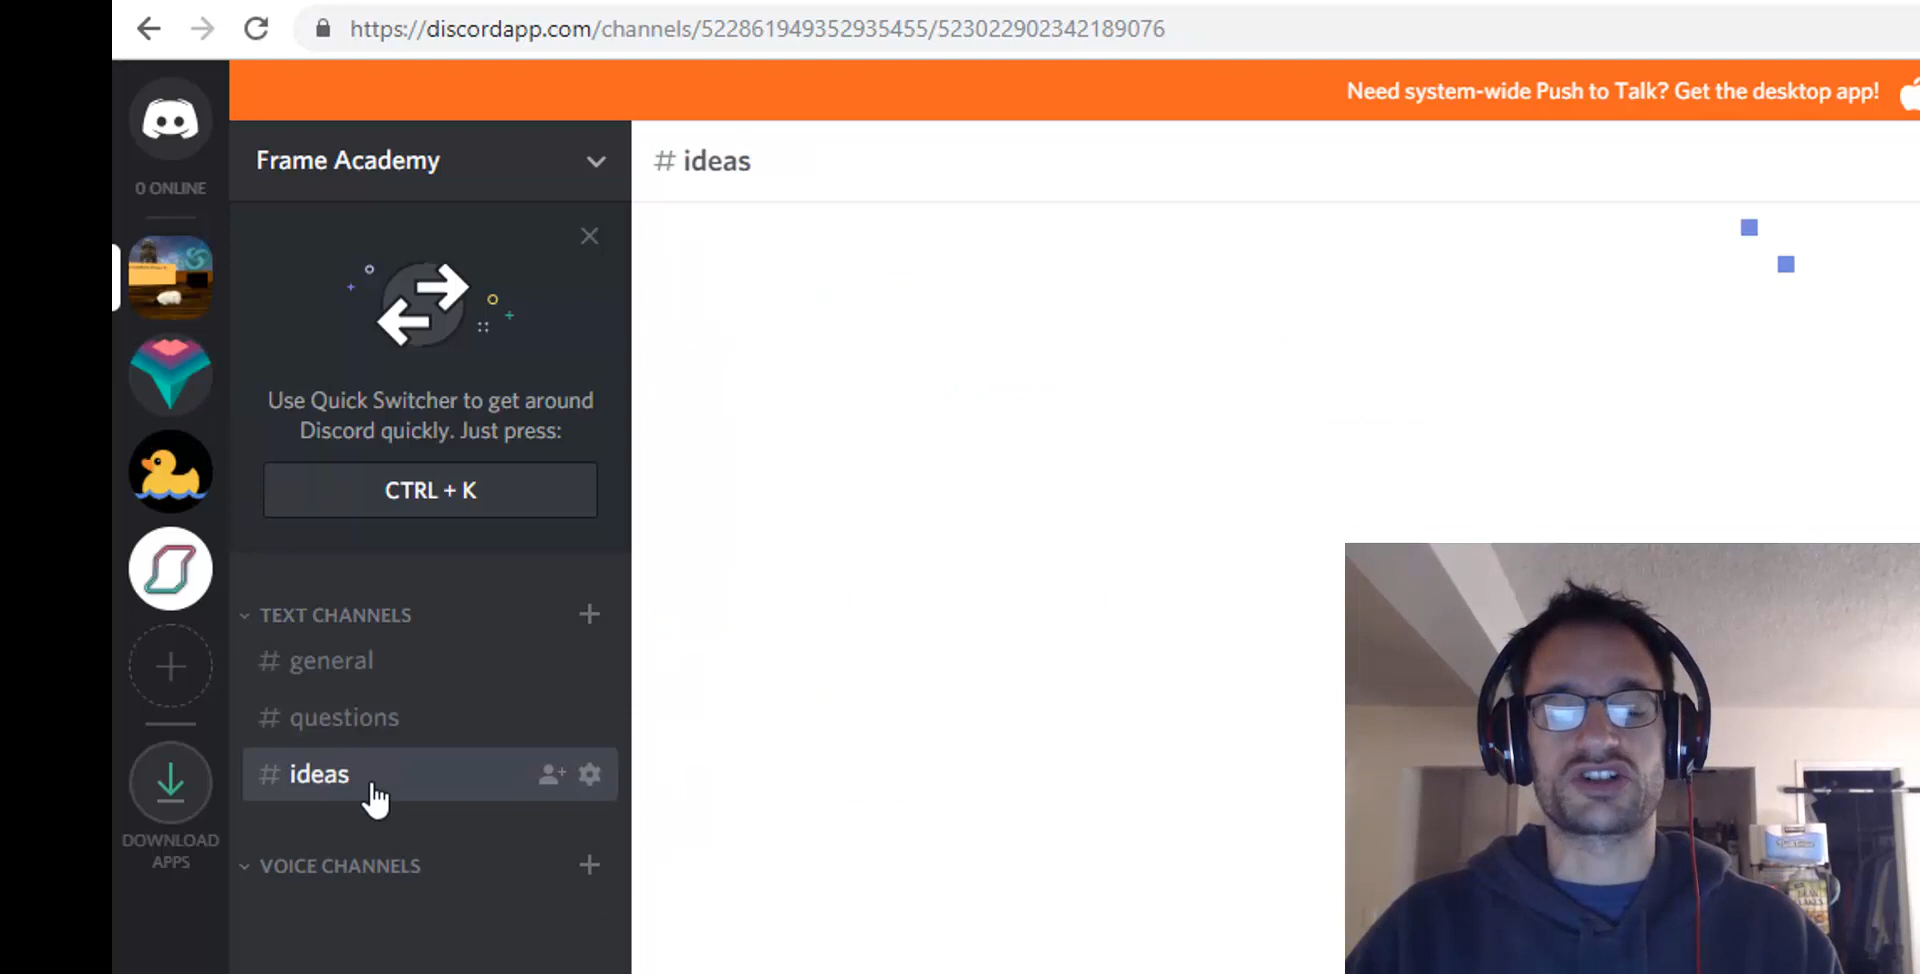 https://discordapp.com/channels/522861949352935455/523022902342189076
Need system-wide Push to Talk? Get the desktop app!
0 ONLINE
Frame Academy
# ideas
Use Quick Switcher to get around
Discord quickly. Just press:
CTRL + K
TEXT CHANNELS
# general
# questions
# ideas
VOICE CHANNELS
DOWNLOAD
APPS